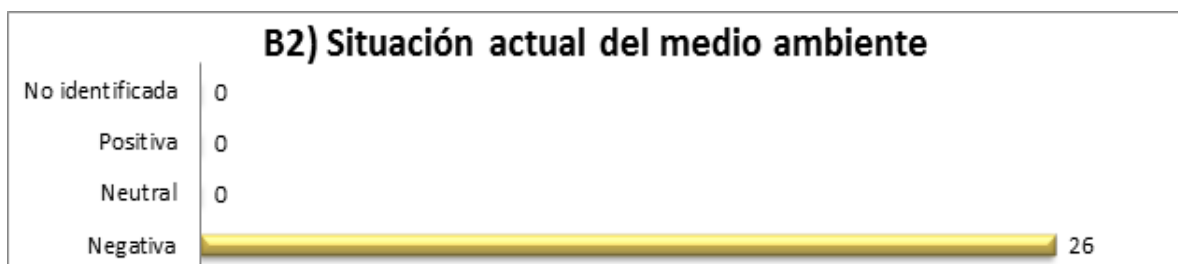 B2) Situación actual del medio ambiente
No identificada 0
Positiva 0
Neutral 0
Negativa 26